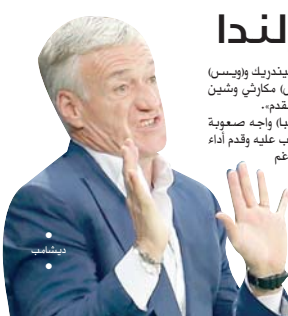 لندا
يندريك و(ويس)
) مكارثي وشين
قدم».
با) واجه صعوبة
ب عليه وقدم أداء
غم
ديشامب